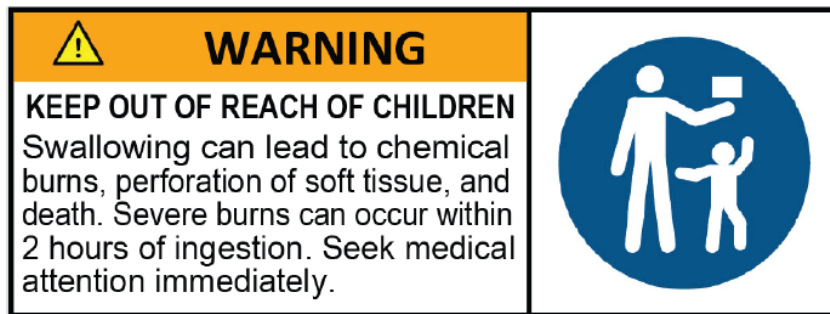 WARNING
KEEP OUT OF REACH OF CHILDREN
Swallowing can lead to chemical
burns, perforation of soft tissue, and
death. Severe burns can occur within
2 hours of ingestion. Seek medical
attention immediately.